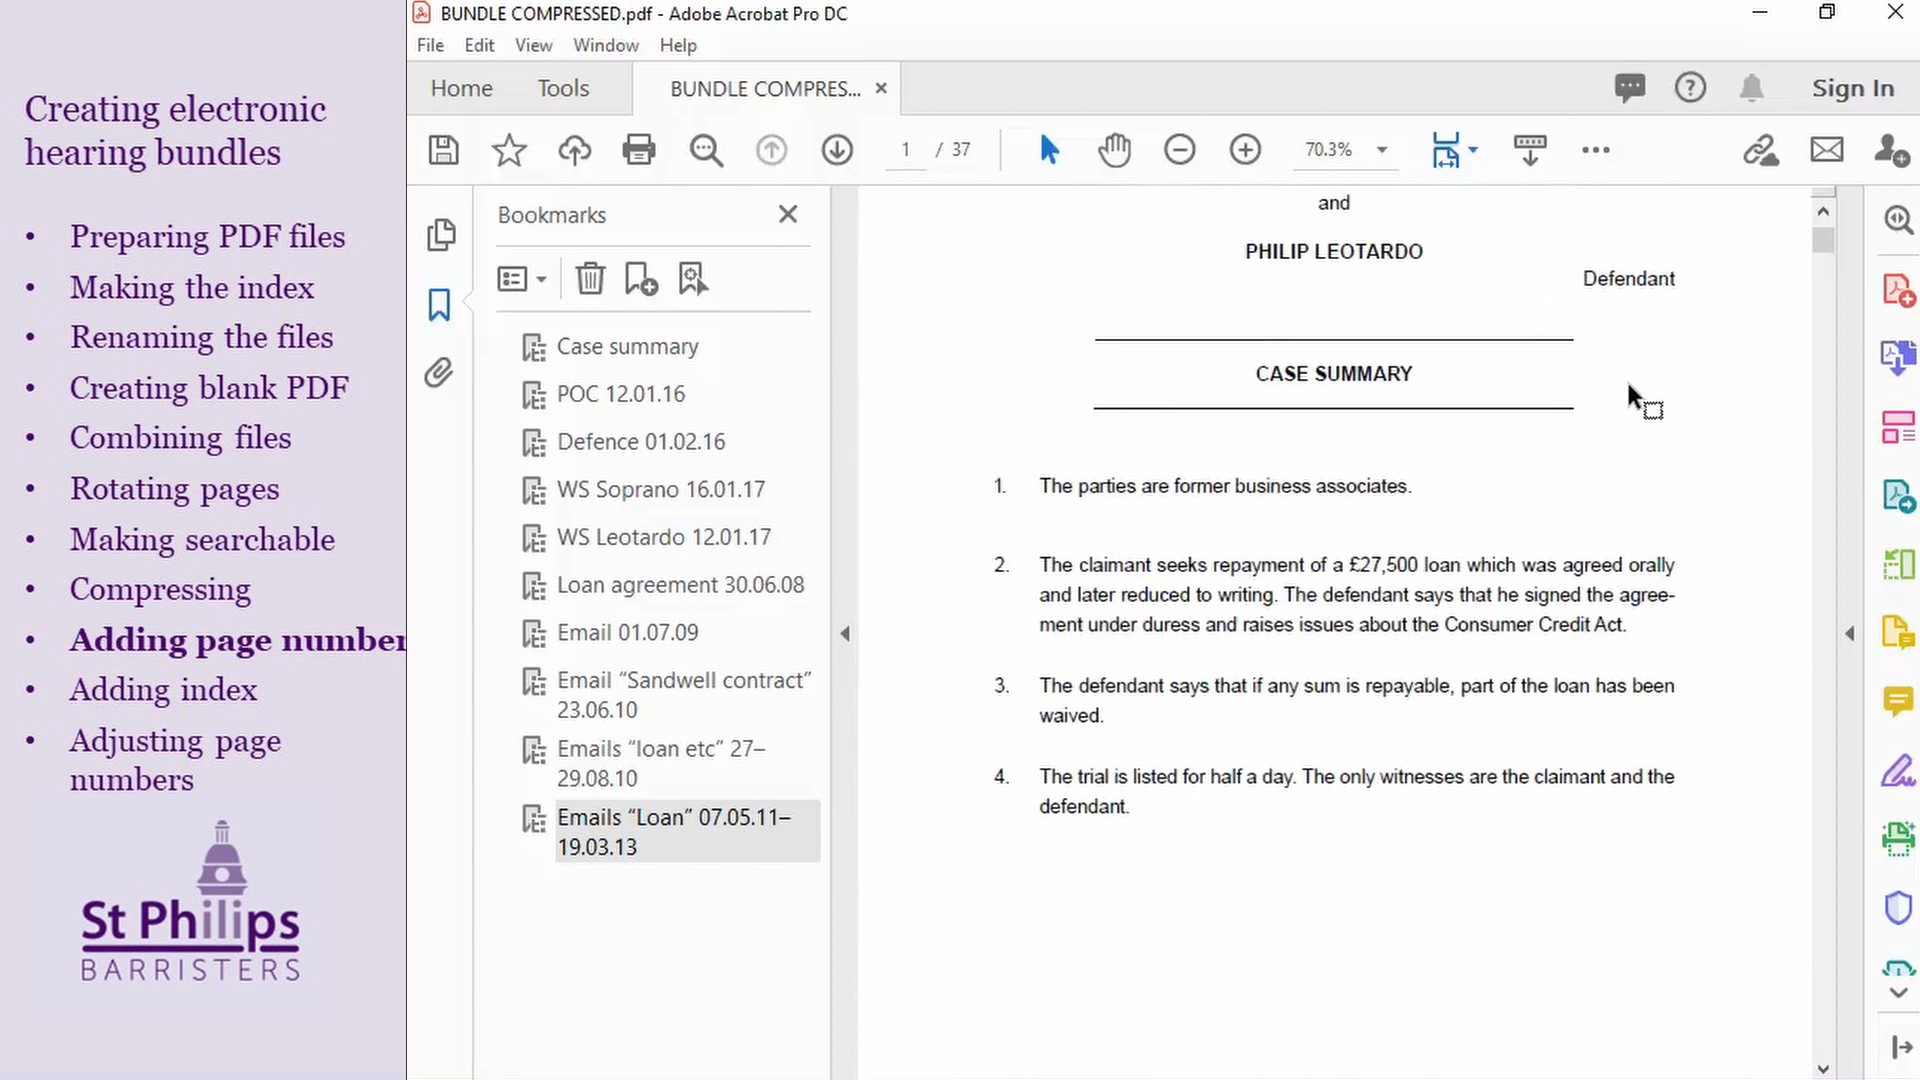 Creating electronic
hearing bundles
• Preparing PDF files
• Making the index
• Renaming the files
• Creating blank PDF
• Combining files
• Rotating pages
• Making searchable
• Compressing
• Adding page number
• Adding index
• Adjusting page
numbers
St Philips
BARRISTERS
BUNDLE COMPRESSED.pdf - Adobe Acrobat Pro DC
File Edit View Window Help
Home Tools BUNDLE COMPRES... Sign In
1 / 37 70.3%
Bookmarks
Case summary
POC 12.01.16
Defence 01.02.16
WS Soprano 16.01.17
WS Leotardo 12.01.17
Loan agreement 30.06.08
Email 01.07.09
Email “Sandwell contract”
23.06.10
Emails “loan etc” 27–
29.08.10
Emails “Loan” 07.05.11–
19.03.13
and
PHILIP LEOTARDO
Defendant
CASE SUMMARY
1. The parties are former business associates.
2. The claimant seeks repayment of a £27,500 loan which was agreed orally
and later reduced to writing. The defendant says that he signed the agree-
ment under duress and raises issues about the Consumer Credit Act.
3. The defendant says that if any sum is repayable, part of the loan has been
waived.
4. The trial is listed for half a day. The only witnesses are the claimant and the
defendant.